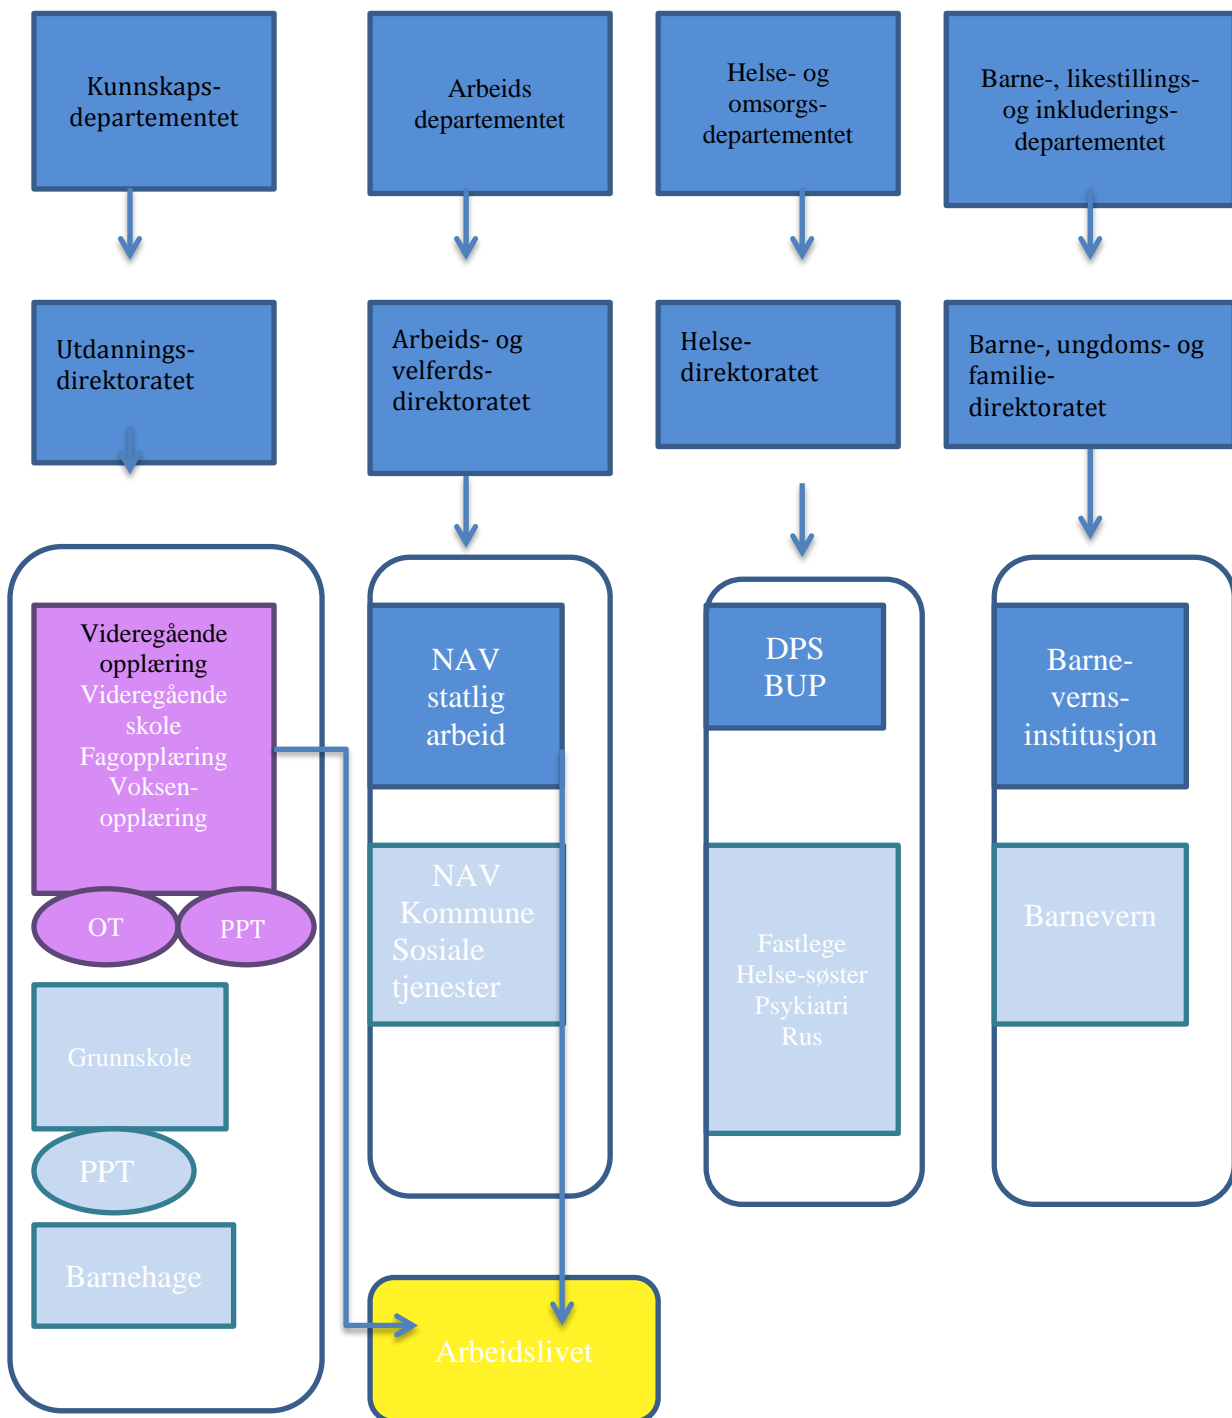 Kunnskaps-
departementet
Arbeids
departementet
Helse- og
omsorgs-
departementet
Barne-, likestillings-
og inkluderings-
departementet
Utdannings-
direktoratet
Arbeids- og
velferds-
direktoratet
Helse-
direktoratet
Barne-, ungdoms- og
familie-
direktoratet
Videregående
opplæring
Videregående
skole
Fagopplæring
Voksen-
opplæring
OT
PPT
Grunnskole
PPT
Barnehage
NAV
statlig
arbeid
NAV
Kommune
Sosiale
tjenester
DPS
BUP
Fastlege
Helse-søster
Psykiatri
Rus
Barne-
verns-
institusjon
Barnevern
Arbeidslivet